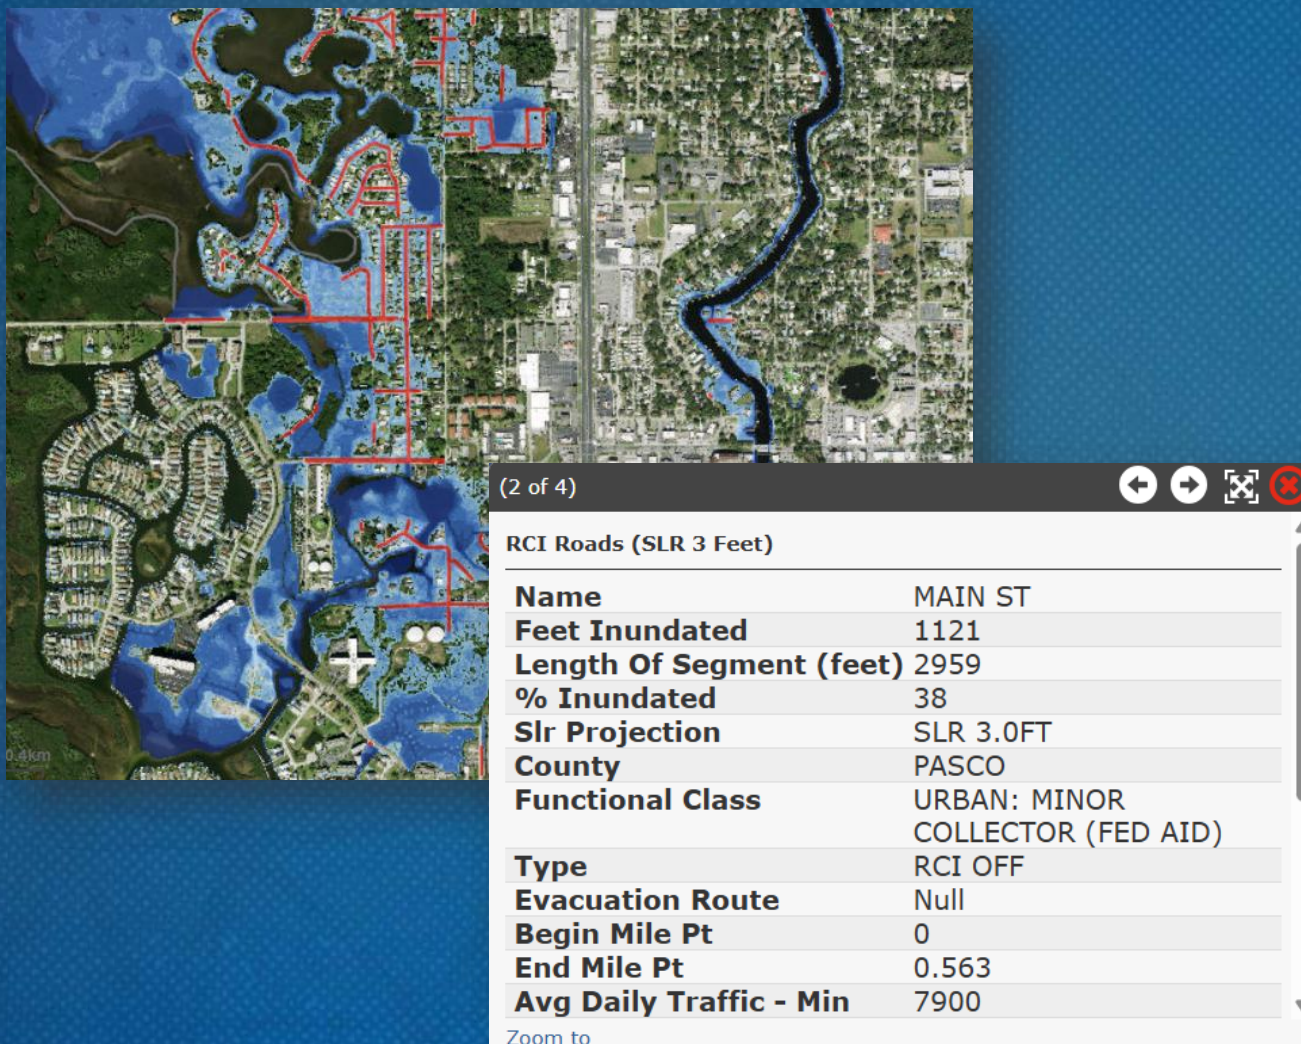 0.4km
(2 of 4)
RCI Roads (SLR 3 Feet)
Name MAIN ST
Feet Inundated 1121
Length Of Segment (feet) 2959
% Inundated 38
Slr Projection SLR 3.0FT
County PASCO
Functional Class URBAN: MINOR
COLLECTOR (FED AID)
Type RCI OFF
Evacuation Route Null
Begin Mile Pt 0
End Mile Pt 0.563
Avg Daily Traffic - Min 7900
Zoom to